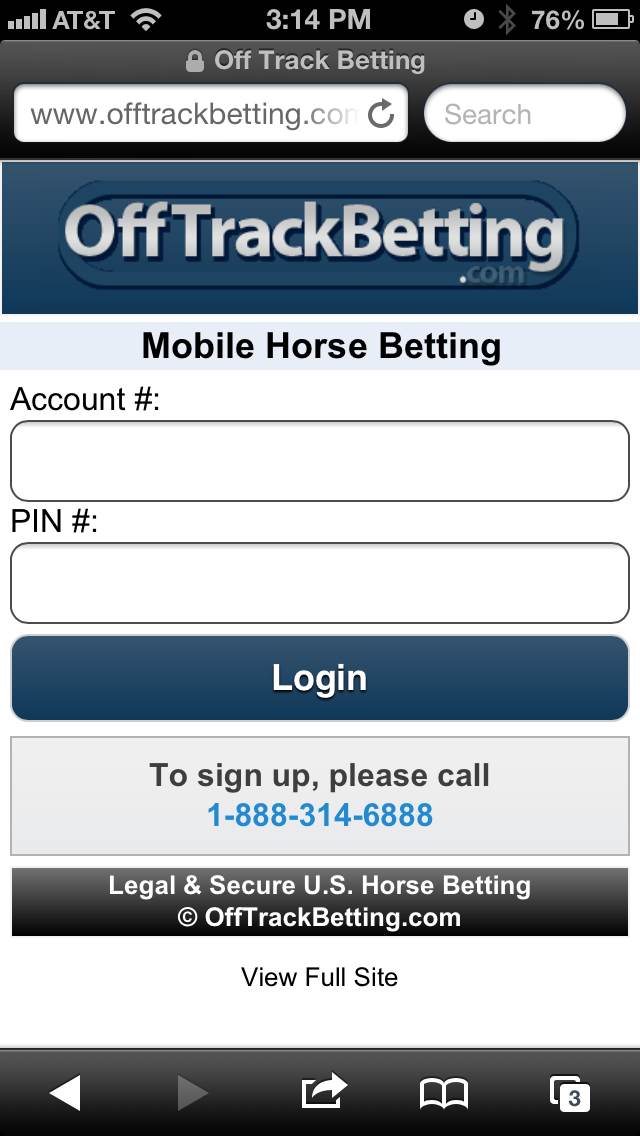 AT&T 3:14 PM 76%
Off Track Betting
www.offtrackbetting.com Search
OffTrackBetting
.com
Mobile Horse Betting
Account #:
PIN #:
Login
To sign up, please call
1-888-314-6888
Legal & Secure U.S. Horse Betting
© OffTrackBetting.com
View Full Site
3